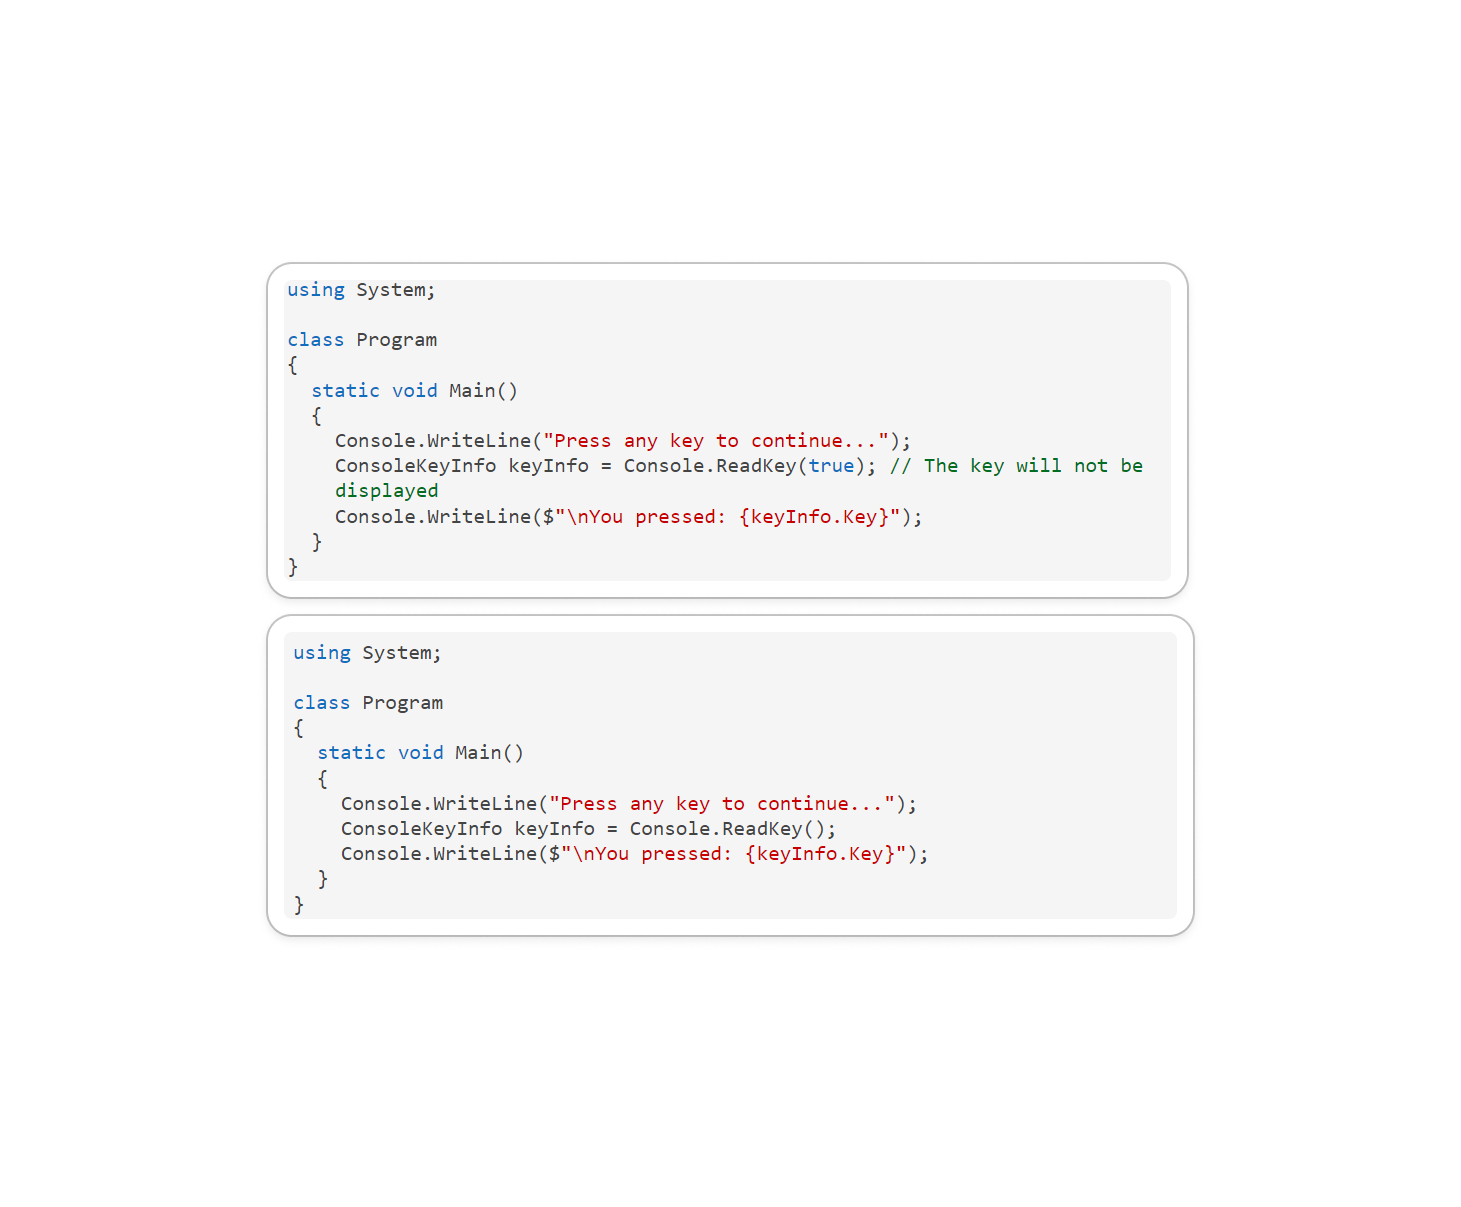 using System;

class Program
{
  static void Main()
  {
    Console.WriteLine("Press any key to continue...");
    ConsoleKeyInfo keyInfo = Console.ReadKey(true); // The key will not be
    displayed
    Console.WriteLine($"\nYou pressed: {keyInfo.Key}");
  }
}
using System;

class Program
{
  static void Main()
  {
    Console.WriteLine("Press any key to continue...");
    ConsoleKeyInfo keyInfo = Console.ReadKey();
    Console.WriteLine($"\nYou pressed: {keyInfo.Key}");
  }
}